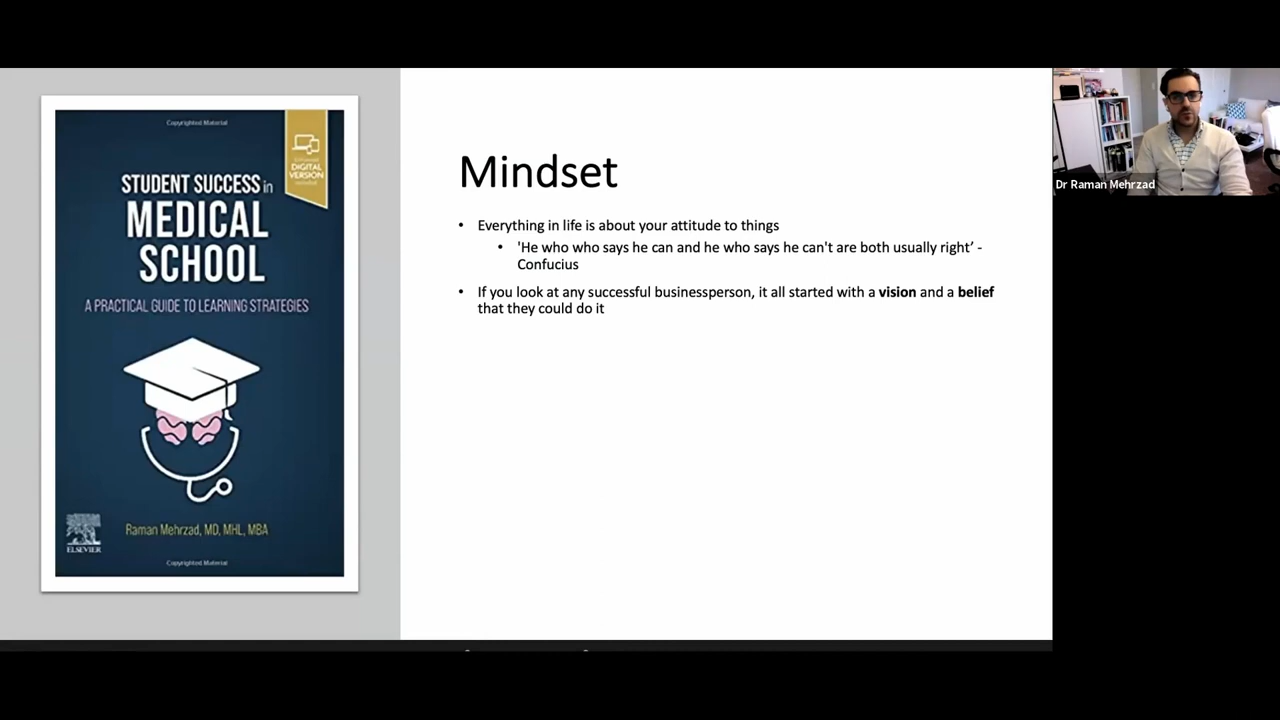 Copyrighted Material
Enhanced
DIGITAL
VERSION
Included
STUDENT SUCCESS in
MEDICAL
SCHOOL
A PRACTICAL GUIDE TO LEARNING STRATEGIES
Raman Mehrzad, MD, MHL, MBA
ELSEVIER
Copyrighted Material
Mindset
• Everything in life is about your attitude to things
• 'He who who says he can and he who says he can't are both usually right’ -
Confucius
• If you look at any successful businessperson, it all started with a vision and a belief
that they could do it
Dr Raman Mehrzad